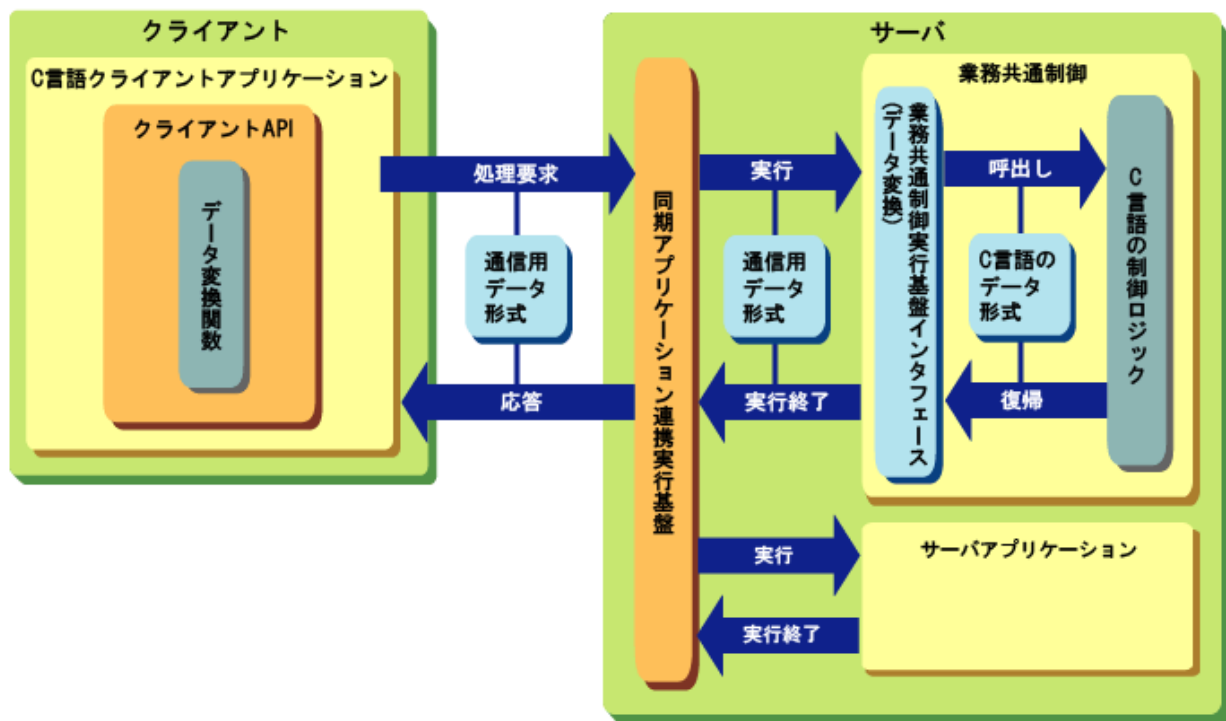 クライアント
C言語クライアントアプリケーション
クライアントAPI
データ変換関数
処理要求
通信用
データ
形式
応答
サーバ
同期アプリケーション連携実行基盤
実行
通信用
データ
形式
実行終了
業務共通制御
業務共通制御実行基盤インタフェース
(データ変換)
呼出し
C言語の
データ
形式
復帰
C言語の制御ロジック
実行
サーバアプリケーション
実行終了